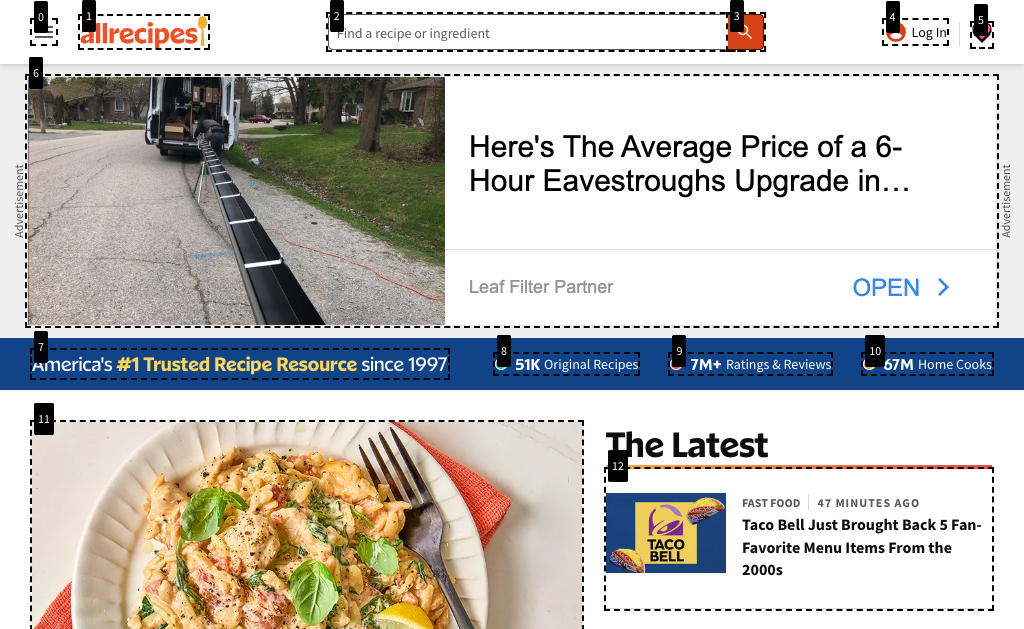 0
1
2
3
4
5
allrecipes
Find a recipe or ingredient
Log In
6
Advertisement
Here's The Average Price of a 6-
Hour Eavestroughs Upgrade in…
Leaf Filter Partner
OPEN
Advertisement
7
8
9
10
America's #1 Trusted Recipe Resource since 1997
51K Original Recipes
7M+ Ratings & Reviews
67M Home Cooks
11
The Latest
12
FAST FOOD
47 MINUTES AGO
TACO
BELL
Taco Bell Just Brought Back 5 Fan-
Favorite Menu Items From the
2000s